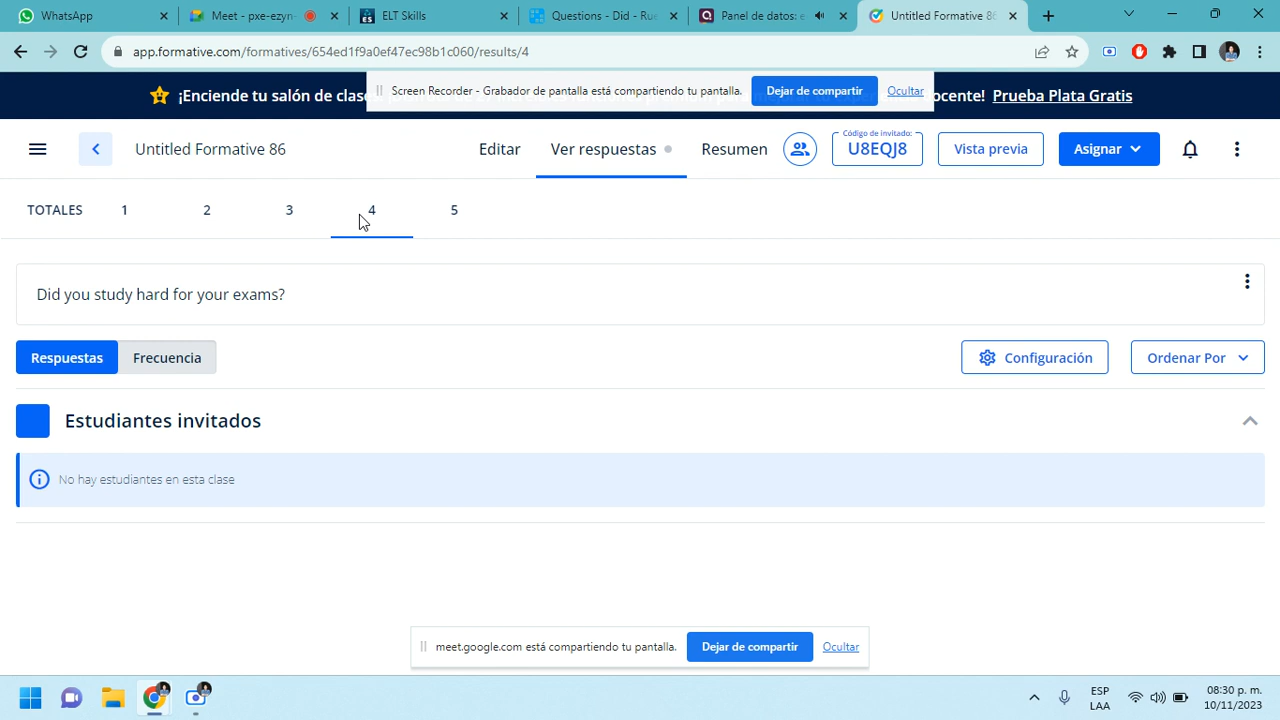 WhatsApp
Meet - pxe-ezyn-
ELT Skills
Questions - Did - Rue
Panel de datos: e
Untitled Formative 86
app.formative.com/formatives/654ed1f9a0ef47ec98b1c060/results/4
¡Enciende tu salón de clase
ocente! Prueba Plata Gratis
Screen Recorder - Grabador de pantalla está compartiendo tu pantalla.
Dejar de compartir
Ocultar
Untitled Formative 86
Editar
Ver respuestas
Resumen
Código de invitado:
U8EQJ8
Vista previa
Asignar
TOTALES 1 2 3 4 5
Did you study hard for your exams?
Respuestas
Frecuencia
Configuración
Ordenar Por
Estudiantes invitados
No hay estudiantes en esta clase
meet.google.com está compartiendo tu pantalla.
Dejar de compartir
Ocultar
ESP
LAA
08:30 p. m.
10/11/2023